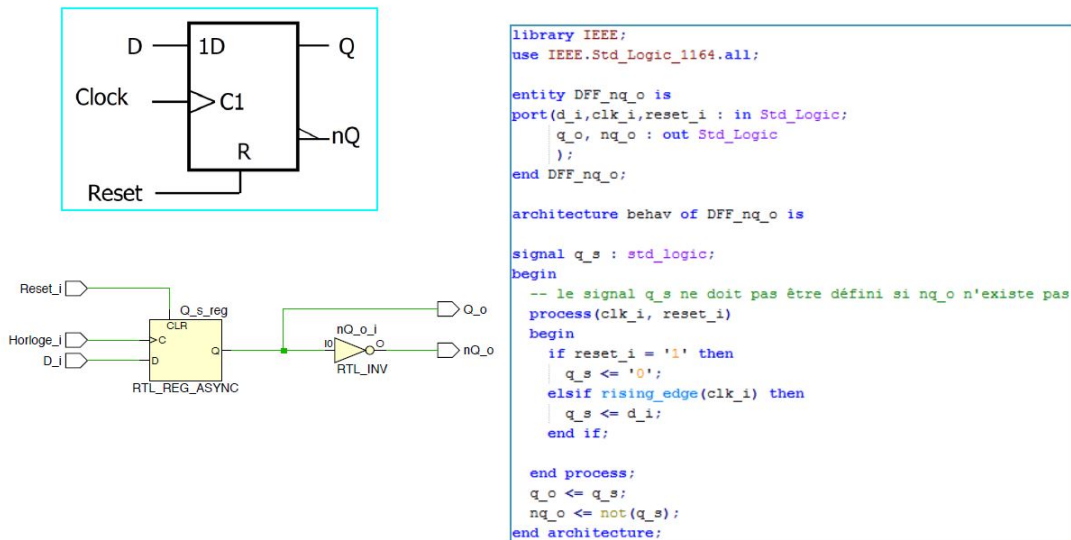 D
1D
Q
Clock
C1
nQ
R
Reset
Reset_i
Q_s_reg
CLR
Horloge_i
C
Q
D_i
D
RTL_REG_ASYNC
Q_o
nQ_o_i
I0
O
nQ_o
RTL_INV
library IEEE;
use IEEE.Std_Logic_1164.all;
entity DFF_nq_o is
port(d_i,clk_i,reset_i : in Std_Logic;
q_o, nq_o : out Std_Logic
);
end DFF_nq_o;
architecture behav of DFF_nq_o is
signal q_s : std_logic;
begin
-- le signal q_s ne doit pas être défini si nq_o n'existe pas
process(clk_i, reset_i)
begin
if reset_i = '1' then
q_s <= '0';
elsif rising_edge(clk_i) then
q_s <= d_i;
end if;
end process;
q_o <= q_s;
nq_o <= not(q_s);
end architecture;